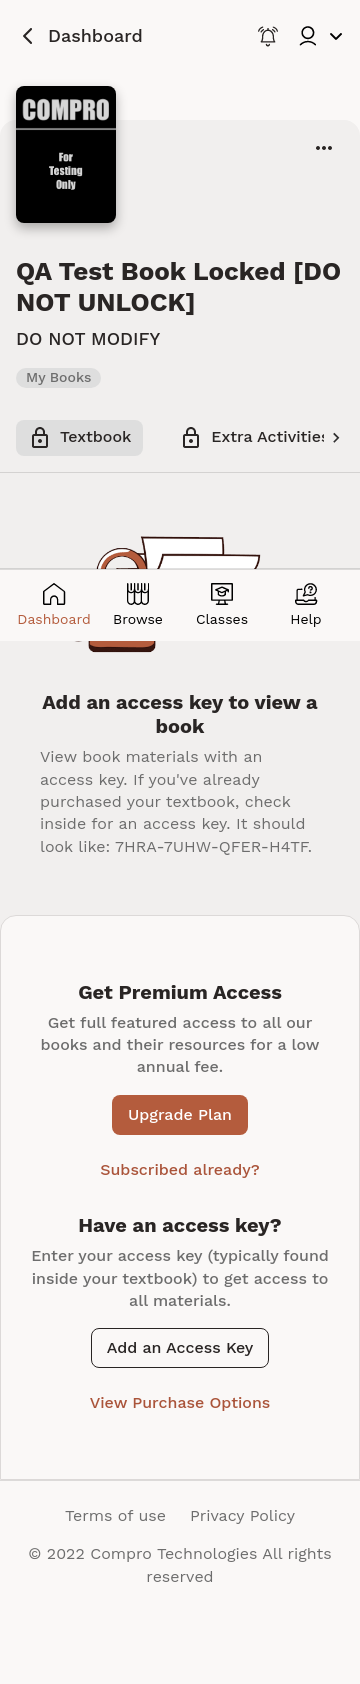 Dashboard
COMPRO
For
Testing
Only
QA Test Book Locked [DO
NOT UNLOCK]
DO NOT MODIFY
My Books
Textbook
Extra Activities
Dashboard
Browse
Classes
Help
Add an access key to view a
book
View book materials with an
access key. If you've already
purchased your textbook, check
inside for an access key. It should
look like: 7HRA-7UHW-QFER-H4TF.
Get Premium Access
Get full featured access to all our
books and their resources for a low
annual fee.
Upgrade Plan
Subscribed already?
Have an access key?
Enter your access key (typically found
inside your textbook) to get access to
all materials.
Add an Access Key
View Purchase Options
Terms of use Privacy Policy
© 2022 Compro Technologies All rights
reserved